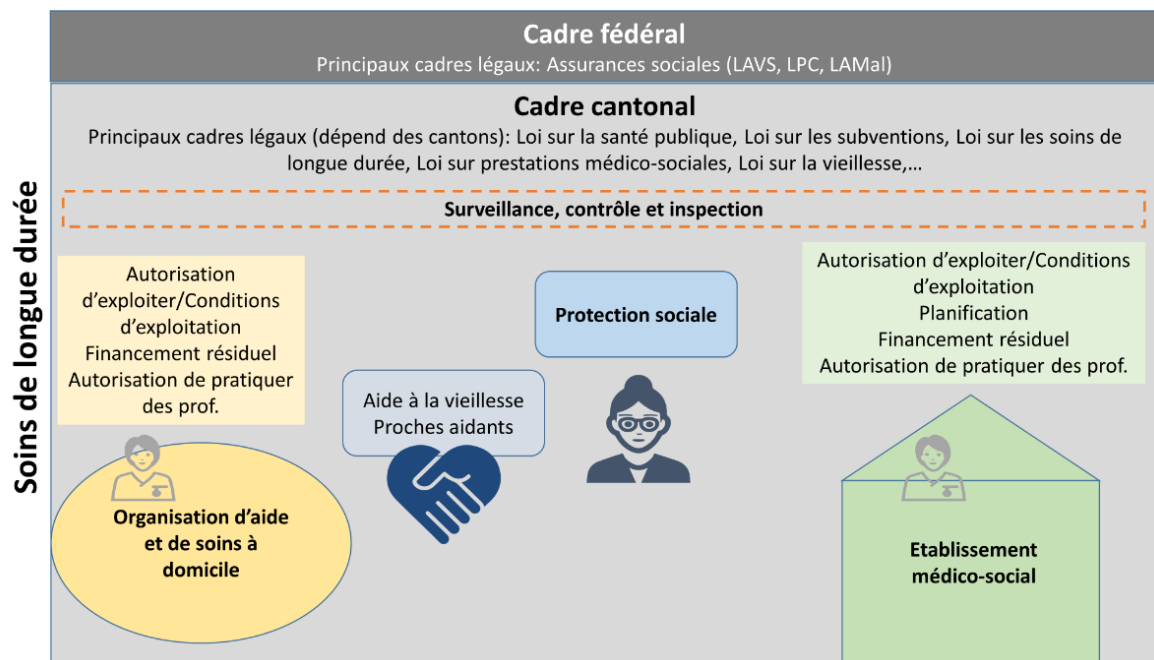 Cadre fédéral
Principaux cadres légaux: Assurances sociales (LAVS, LPC, LAMal)
Soins de longue durée
Cadre cantonal
Principaux cadres légaux (dépend des cantons): Loi sur la santé publique, Loi sur les subventions, Loi sur les soins de
longue durée, Loi sur prestations médico-sociales, Loi sur la vieillesse,...
Surveillance, contrôle et inspection
Autorisation
d'exploiter/Conditions
d'exploitation
Financement résiduel
Autorisation de pratiquer
des prof.
Aide à la vieillesse
Proches aidants
Protection sociale
Autorisation d'exploiter/Conditions
d'exploitation
Planification
Financement résiduel
Autorisation de pratiquer des prof.
Organisation d'aide
et de soins à
domicile
Etablissement
médico-social